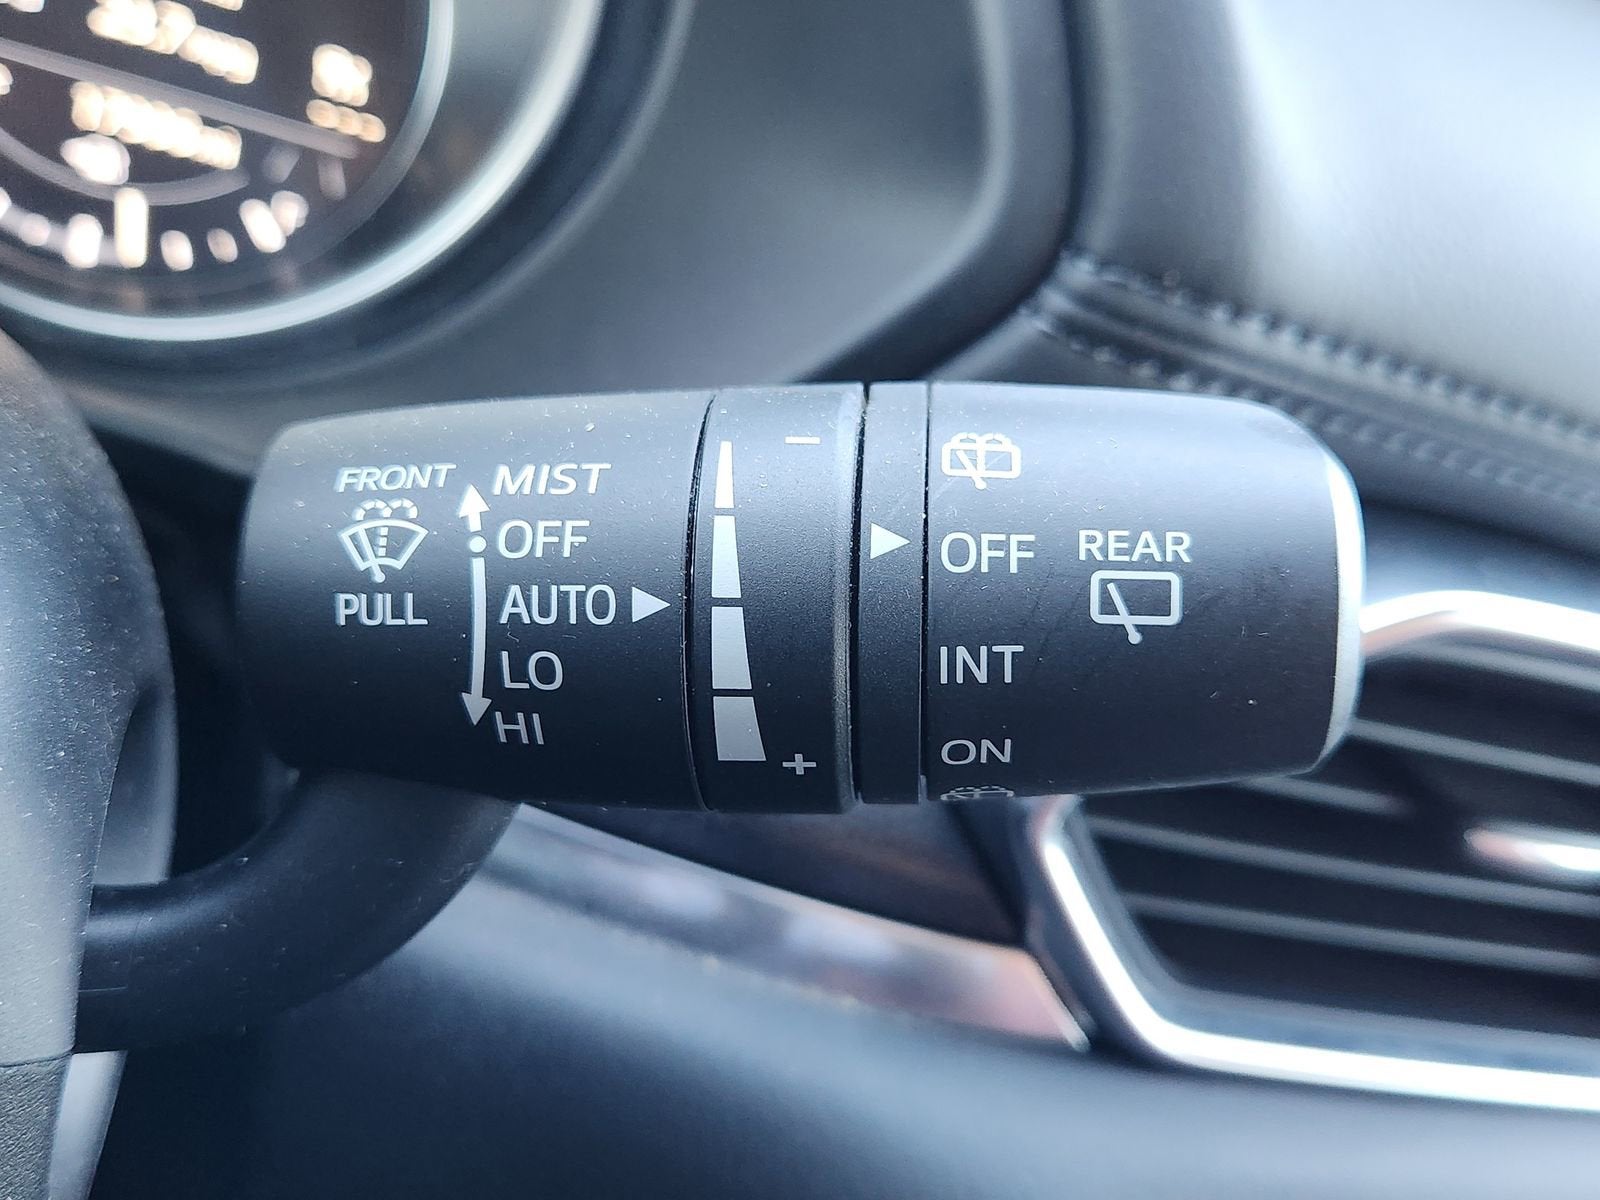 FRONT
PULL
MIST
OFF
AUTO
LO
HI
−
+
OFF
INT
ON
REAR